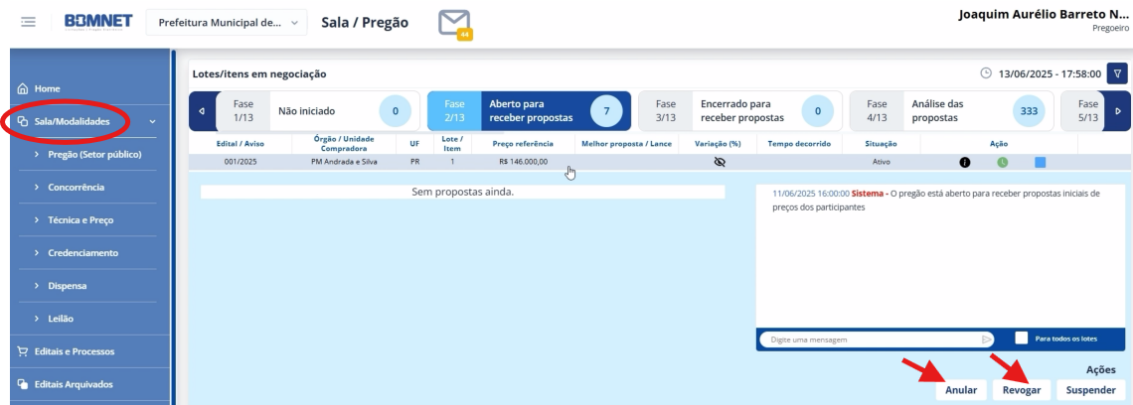 BBMNET
Prefeitura Municipal de...
Sala / Pregão
44
Joaquim Aurélio Barreto N...
Pregoeiro
Home
Sala/Modalidades
Pregão (Setor público)
Concorrência
Técnica e Preço
Credenciamento
Dispensa
Leilão
Editais e Processos
Editais Arquivados
Lotes/itens em negociação
13/06/2025 - 17:58:00
Fase 1/13 Não iniciado 0
Fase 2/13 Aberto para receber propostas 7
Fase 3/13 Encerrado para receber propostas 0
Fase 4/13 Análise das propostas 333
Fase 5/13
Edital / Aviso Órgão / Unidade Compradora UF Lote / Item Preço referência Melhor proposta / Lance Variação (%) Tempo decorrido Situação Ação
001/2025 PM Andrada e Silva PR 1 R$ 146.000,00 Ativo
Sem propostas ainda.
11/06/2025 16:00:00 Sistema - O pregão está aberto para receber propostas iniciais de
preços dos participantes
Digite uma mensagem
Para todos os lotes
Ações
Anular Revogar Suspender